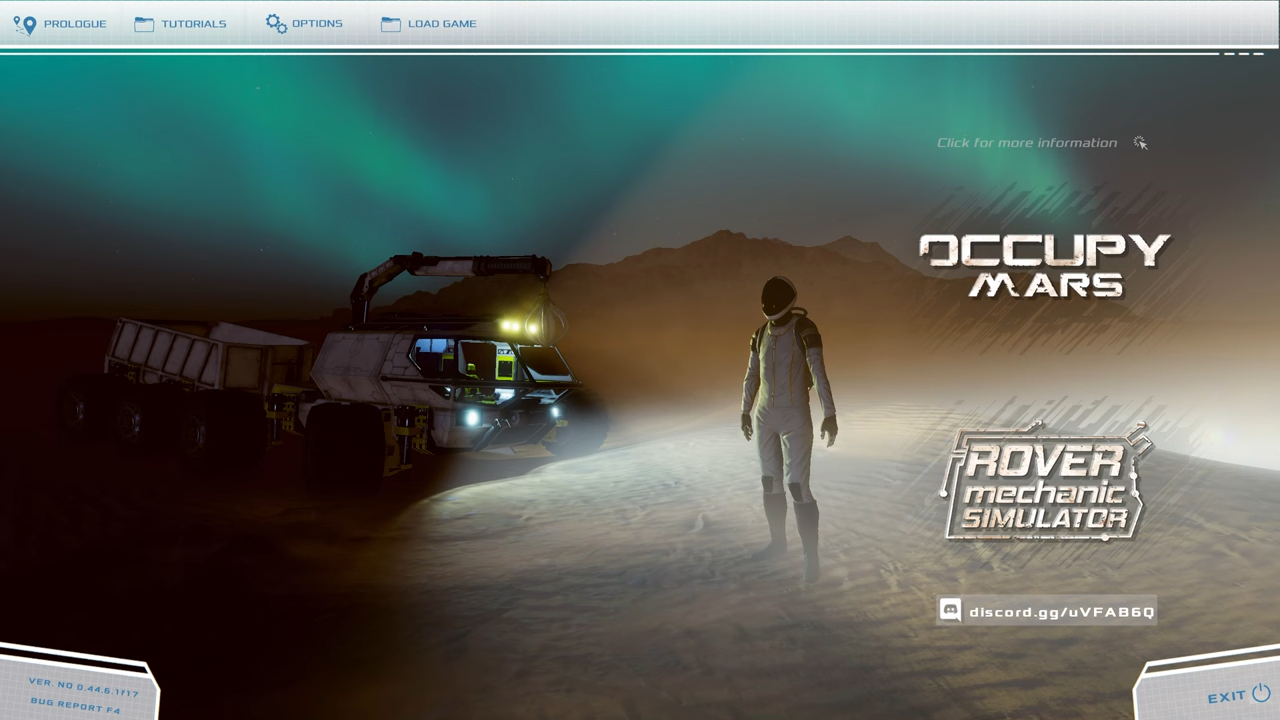 PROLOGUE TUTORIALS OPTIONS LOAD GAME
Click for more information
OCCUPY
MARS
ROVER
mechanic
SIMULATOR
discord.gg/uVFAB6Q
VER. NO 0.44.6.1f17
BUG REPORT F4
EXIT